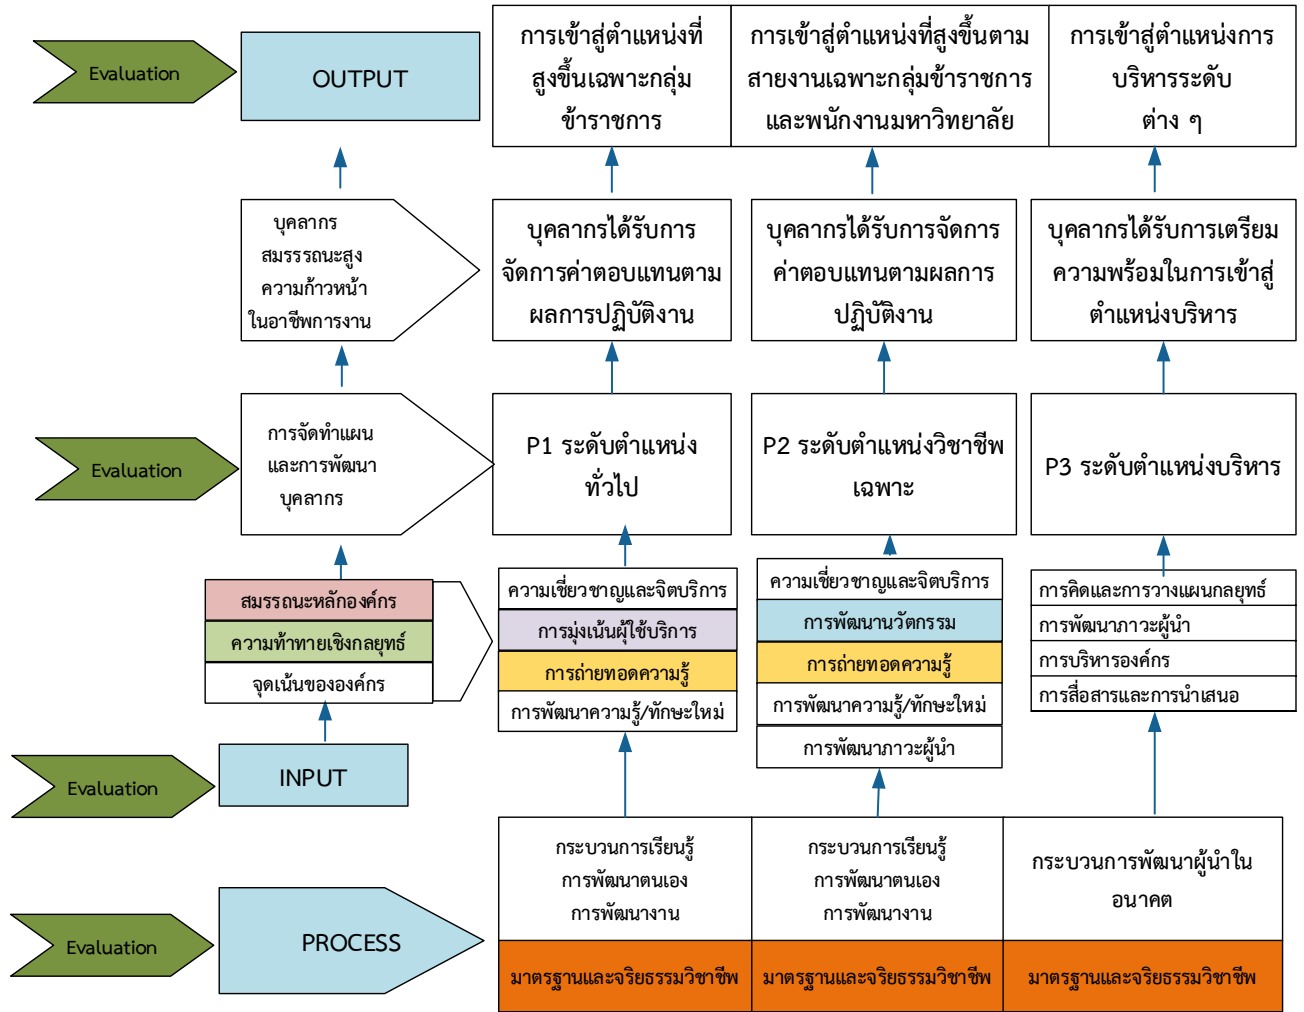 Evaluation
OUTPUT
การเข้าสู่ตำแหน่งที่
สูงขึ้นเฉพาะกลุ่ม
ข้าราชการ
การเข้าสู่ตำแหน่งที่สูงขึ้นตาม
สายงานเฉพาะกลุ่มข้าราชการ
และพนักงานมหาวิทยาลัย
การเข้าสู่ตำแหน่งการ
บริหารระดับ
ต่าง ๆ
บุคลากร
สมรรรถนะสูง
ความก้าวหน้า
ในอาชีพการงาน
บุคลากรได้รับการ
จัดการค่าตอบแทนตาม
ผลการปฏิบัติงาน
บุคลากรได้รับการจัดการ
ค่าตอบแทนตามผลการ
ปฏิบัติงาน
บุคลากรได้รับการเตรียม
ความพร้อมในการเข้าสู่
ตำแหน่งบริหาร
Evaluation
การจัดทำแผน
และการพัฒนา
บุคลากร
P1 ระดับตำแหน่ง
ทั่วไป
P2 ระดับตำแหน่งวิชาชีพ
เฉพาะ
P3 ระดับตำแหน่งบริหาร
สมรรถนะหลักองค์กร
ความท้าทายเชิงกลยุทธ์
จุดเน้นขององค์กร
ความเชี่ยวชาญและจิตบริการ
การมุ่งเน้นผู้ใช้บริการ
การถ่ายทอดความรู้
การพัฒนาความรู้/ทักษะใหม่
ความเชี่ยวชาญและจิตบริการ
การพัฒนานวัตกรรม
การถ่ายทอดความรู้
การพัฒนาความรู้/ทักษะใหม่
การพัฒนาภาวะผู้นำ
การคิดและการวางแผนกลยุทธ์
การพัฒนาภาวะผู้นำ
การบริหารองค์กร
การสื่อสารและการนำเสนอ
Evaluation
INPUT
Evaluation
PROCESS
กระบวนการเรียนรู้
การพัฒนาตนเอง
การพัฒนางาน
กระบวนการเรียนรู้
การพัฒนาตนเอง
การพัฒนางาน
กระบวนการพัฒนาผู้นำใน
อนาคต
มาตรฐานและจริยธรรมวิชาชีพ
มาตรฐานและจริยธรรมวิชาชีพ
มาตรฐานและจริยธรรมวิชาชีพ